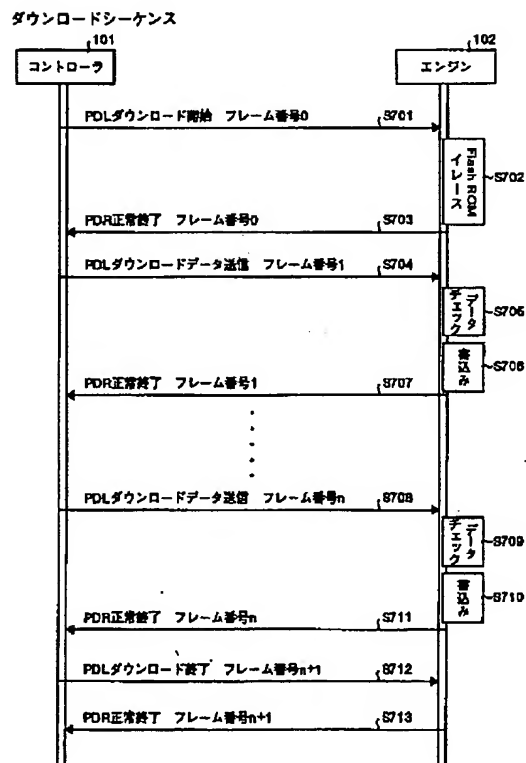 ダウンロードシーケンス
101
102
コントローラ
エンジン
PDLダウンロード開始 フレーム番号0
S701
Flash ROM
イレース
S702
PDR正常終了 フレーム番号0
S703
PDLダウンロードデータ送信 フレーム番号1
S704
データ
チェック
S705
書込み
S706
PDR正常終了 フレーム番号1
S707
PDLダウンロードデータ送信 フレーム番号n
S708
データ
チェック
S709
書込み
S710
PDR正常終了 フレーム番号n
S711
PDLダウンロード終了 フレーム番号n+1
S712
PDR正常終了 フレーム番号n+1
S713